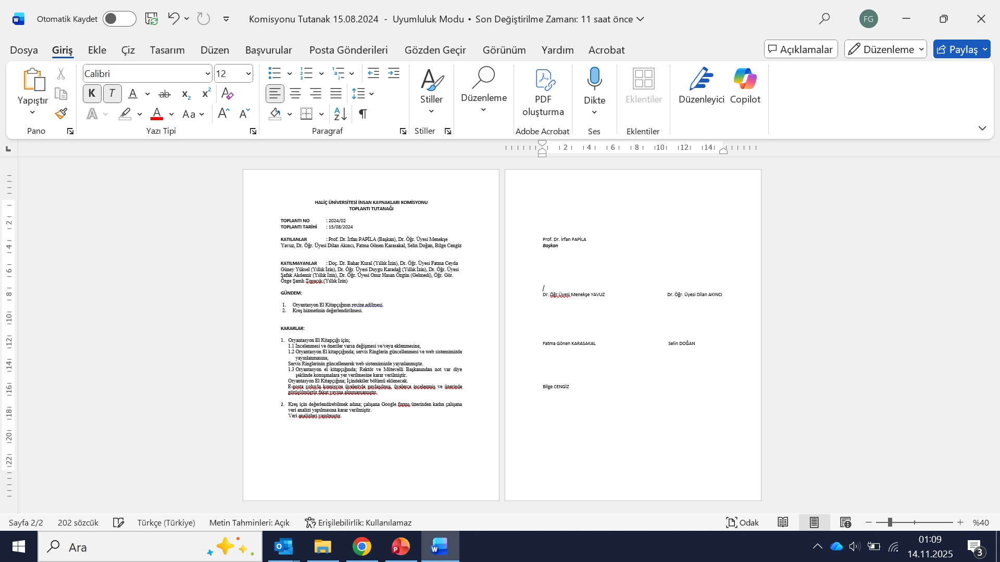 Otomatik Kaydet
Komisyonu Tutanak 15.08.2024 - Uyumluluk Modu • Son Değiştirilme Zamanı: 11 saat önce
FG
Dosya Giriş Ekle Çiz Tasarım Düzen Başvurular Posta Gönderileri Gözden Geçir Görünüm Yardım Acrobat
Açıklamalar Düzenleme Paylaş
Yapıştır
Pano
Calibri 12
K T A ab x₂ x² A
A A Aa A A
Yazı Tipi
Paragraf
Stiller
Stiller
Düzenleme
PDF
oluşturma
Adobe Acrobat
Dikte
Ses
Eklentiler
Eklentiler
Düzenleyici
Copilot
2 4 6 8 10 12 14
2
4
6
8
10
12
14
16
18
20
22
HALİÇ ÜNİVERSİTESİ İNSAN KAYNAKLARI KOMİSYONU
TOPLANTI TUTANAĞI
TOPLANTI NO : 2024/02
TOPLANTI TARİHİ : 15/08/2024
KATILANLAR : Prof. Dr. İrfan PAPİLA (Başkan), Dr. Öğr. Üyesi Menekşe
Yavuz, Dr. Öğr. Üyesi Dilan Akıncı, Fatma Gönen Karasakal, Selin Doğan, Bilge Cengiz
KATILMAYANLAR : Doç. Dr. Bahar Kural (Yıllık İzin), Dr. Öğr. Üyesi Fatma Ceyda
Güney Yüksel (Yıllık İzin), Dr. Öğr. Üyesi Duygu Karadağ (Yıllık İzin), Dr. Öğr. Üyesi
Şafak Akdemir (Yıllık İzin), Dr. Öğr. Üyesi Onur Hasan Özgün (Gelmedi), Öğr. Gör.
Özge Şamlı Topaçık (Yıllık İzin)
GÜNDEM:
1. Oryantasyon El Kitapçığının revize edilmesi.
2. Kreş hizmetinin değerlendirilmesi.
KARARLAR:
1. Oryantasyon El Kitapçığı için;
1.1 İncelenmesi ve öneriler varsa değişmesi ve/veya eklenmesine,
1.2 Oryantasyon El kitapçığında; servis Ringlerin güncellenmesi ve web sistemimizde
yayınlanmasına,
Servis Ringlerinin güncellenerek web sistemimizde yayınlanmıştır.
1.3 Oryantasyon el kitapçığında; Rektör ve Mütevelli Başkanından not var diye
şeklinde konuşmalara yer verilmesine karar verilmiştir.
Oryantasyon El Kitapçığına; İçindekiler bölümü eklenecek.
E-posta yoluyla komisyon üyeleriyle paylaşılmış, üyelerce incelenmiş ve üzerinde
görüşülmüştür fakat yayına alınmamamıştır.
2. Kreş için değerlendirebilmek adına; çalışana Google forms üzerinden kadın çalışana
veri analizi yapılmasına karar verilmiştir.
Veri analizleri yapılmıştır.
Prof. Dr. İrfan PAPİLA
Başkan
/
Dr. Öğr.Üyesi Menekşe YAVUZ Dr. Öğr. Üyesi Dilan AKINCI
Fatma Gönen KARASAKAL Selin DOĞAN
Bilge CENGİZ
Sayfa 2/2 202 sözcük Türkçe (Türkiye) Metin Tahminleri: Açık Erişilebilirlik: Kullanılamaz Odak %40
Ara
01:09
14.11.2025
3